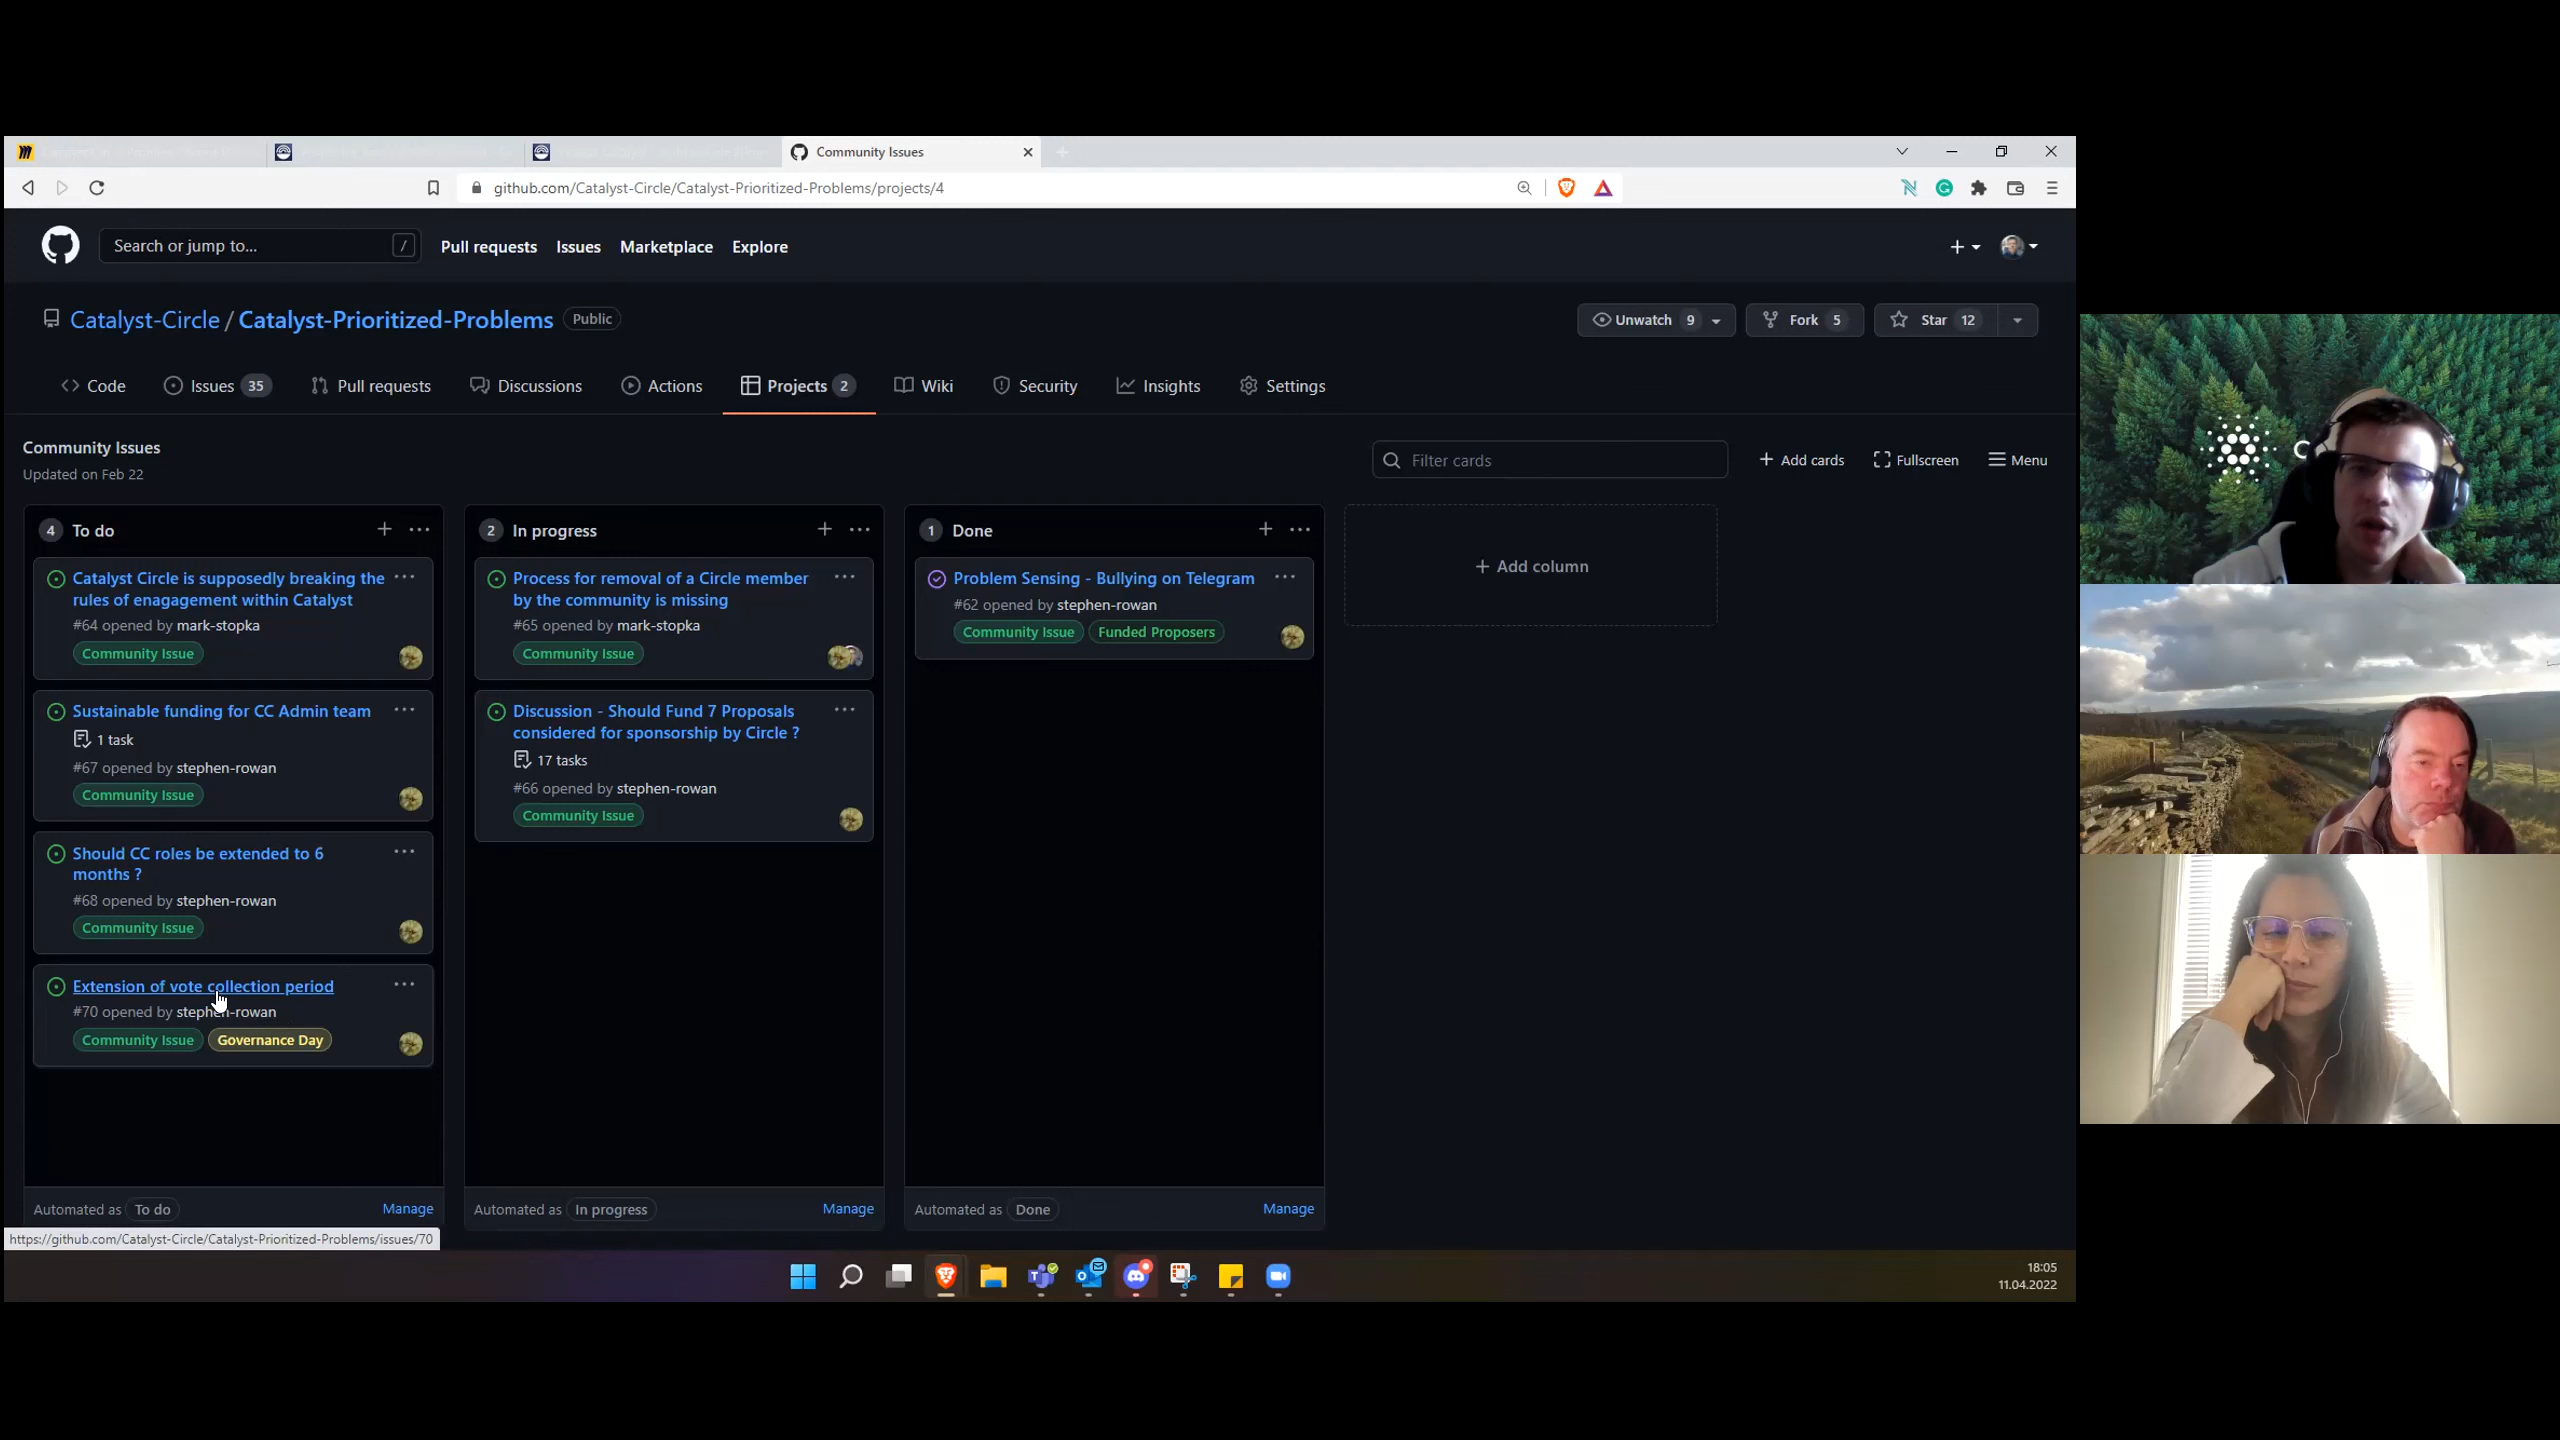 Community Issues
github.com/Catalyst-Circle/Catalyst-Prioritized-Problems/projects/4
Search or jump to... /
Pull requests Issues Marketplace Explore
Catalyst-Circle / Catalyst-Prioritized-Problems Public
Unwatch 9 Fork 5 Star 12
Code Issues 35 Pull requests Discussions Actions Projects 2 Wiki Security Insights Settings
Community Issues
Updated on Feb 22
Filter cards
+ Add cards Fullscreen Menu
4 To do
Catalyst Circle is supposedly breaking the
rules of enagagement within Catalyst
#64 opened by mark-stopka
Community Issue
Sustainable funding for CC Admin team
1 task
#67 opened by stephen-rowan
Community Issue
Should CC roles be extended to 6
months ?
#68 opened by stephen-rowan
Community Issue
Extension of vote collection period
#70 opened by stephen-rowan
Community Issue Governance Day
Automated as To do Manage
2 In progress
Process for removal of a Circle member
by the community is missing
#65 opened by mark-stopka
Community Issue
Discussion - Should Fund 7 Proposals
considered for sponsorship by Circle ?
17 tasks
#66 opened by stephen-rowan
Community Issue
Automated as In progress Manage
1 Done
Problem Sensing - Bullying on Telegram
#62 opened by stephen-rowan
Community Issue Funded Proposers
Automated as Done Manage
+ Add column
https://github.com/Catalyst-Circle/Catalyst-Prioritized-Problems/issues/70
18:05
11.04.2022
C